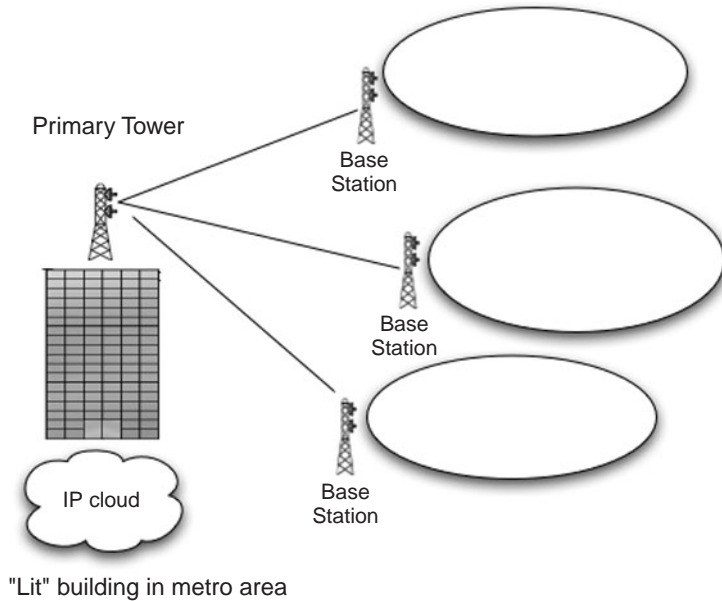 Primary Tower
Base
Station
Base
Station
Base
Station
IP cloud
"Lit" building in metro area